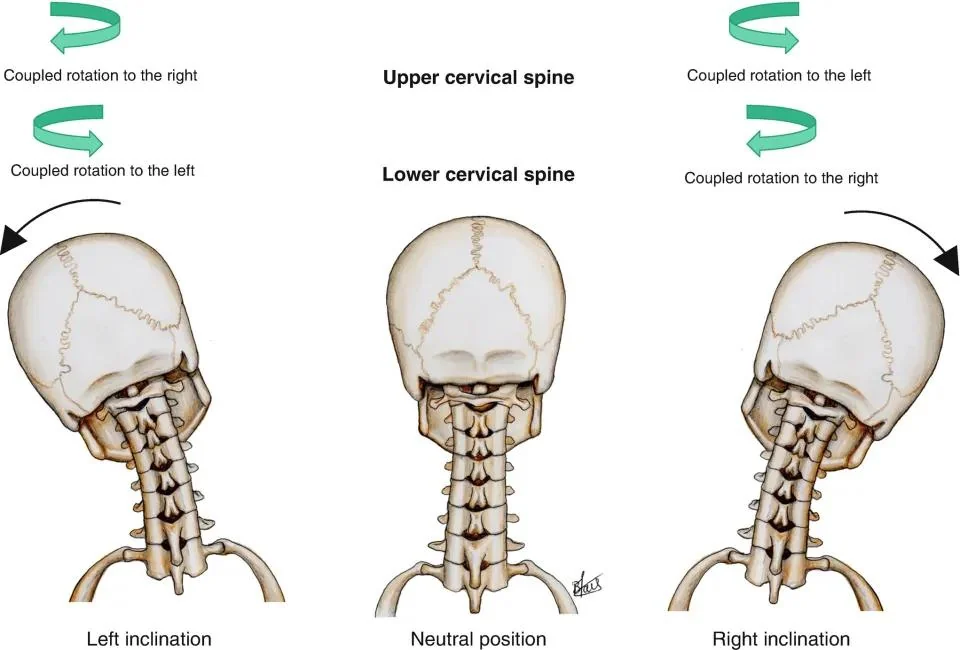 Coupled rotation to the right
Upper cervical spine
Coupled rotation to the left
Coupled rotation to the left
Lower cervical spine
Coupled rotation to the right
Left inclination
Neutral position
Right inclination